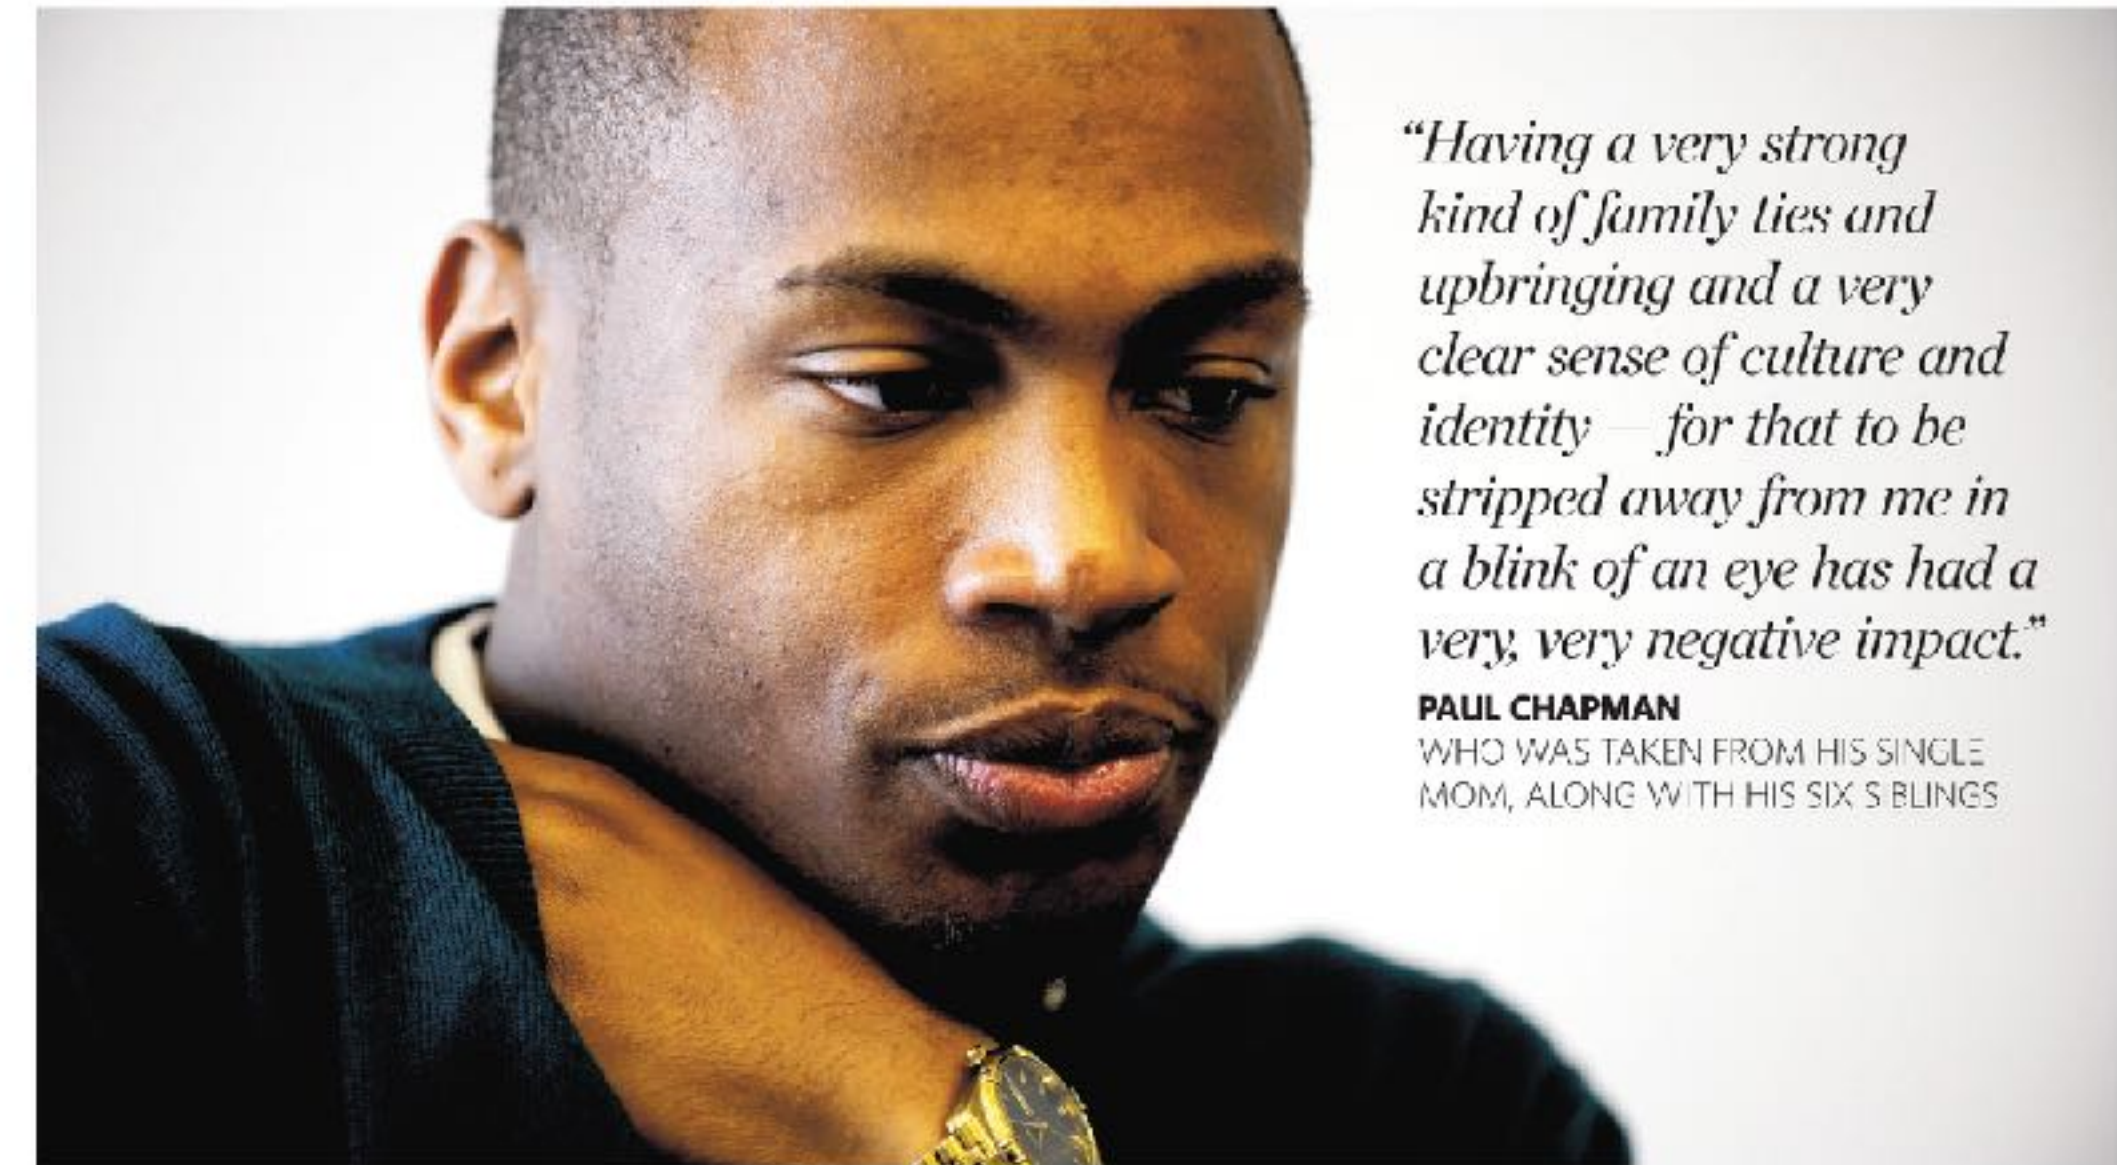 “Having a very strong
kind of family ties and
upbringing and a very
clear sense of culture and
identity — for that to be
stripped away from me in
a blink of an eye has had a
very, very negative impact.”
PAUL CHAPMAN
WHO WAS TAKEN FROM HIS SINGLE
MOM, ALONG WITH HIS SIX SIBLINGS